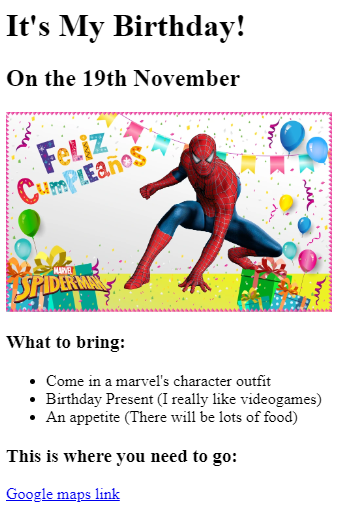 It's My Birthday!
On the 19th November
FELIZ
CUMPLEAÑOS
MARVEL
SPIDER-MAN
What to bring:
Come in a marvel's character outfit
Birthday Present (I really like videogames)
An appetite (There will be lots of food)
This is where you need to go:
Google maps link